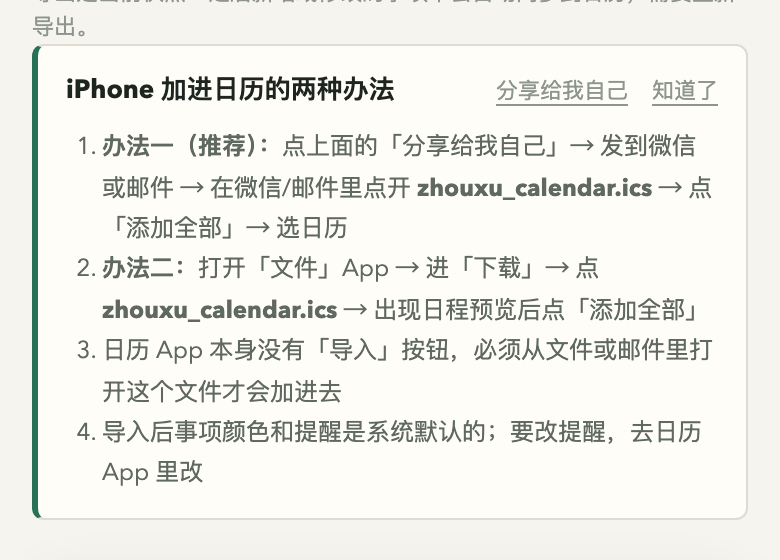 导出。
iPhone 加进日历的两种办法 分享给我自己 知道了
1. 办法一（推荐）：点上面的「分享给我自己」→ 发到微信
或邮件 → 在微信/邮件里点开 zhouxu_calendar.ics → 点
「添加全部」→ 选日历
2. 办法二：打开「文件」App → 进「下载」→ 点
zhouxu_calendar.ics → 出现日程预览后点「添加全部」
3. 日历 App 本身没有「导入」按钮，必须从文件或邮件里打
开这个文件才会加进去
4. 导入后事项颜色和提醒是系统默认的；要改提醒，去日历
App 里改